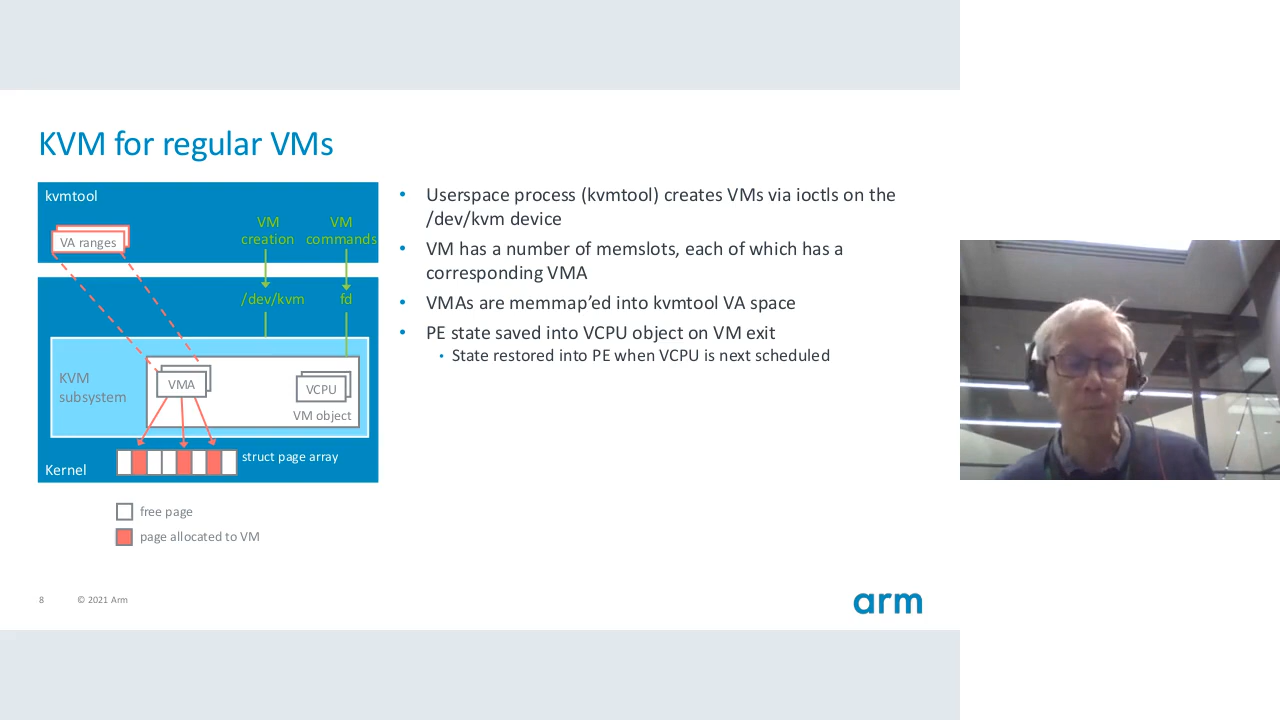 KVM for regular VMs
kvmtool
VA ranges
VM
creation
VM
commands
/dev/kvm
fd
KVM
subsystem
VMA
VCPU
VM object
Kernel
struct page array
free page
page allocated to VM
• Userspace process (kvmtool) creates VMs via ioctls on the
/dev/kvm device
• VM has a number of memslots, each of which has a
corresponding VMA
• VMAs are memmap’ed into kvmtool VA space
• PE state saved into VCPU object on VM exit
• State restored into PE when VCPU is next scheduled
8 © 2021 Arm
arm